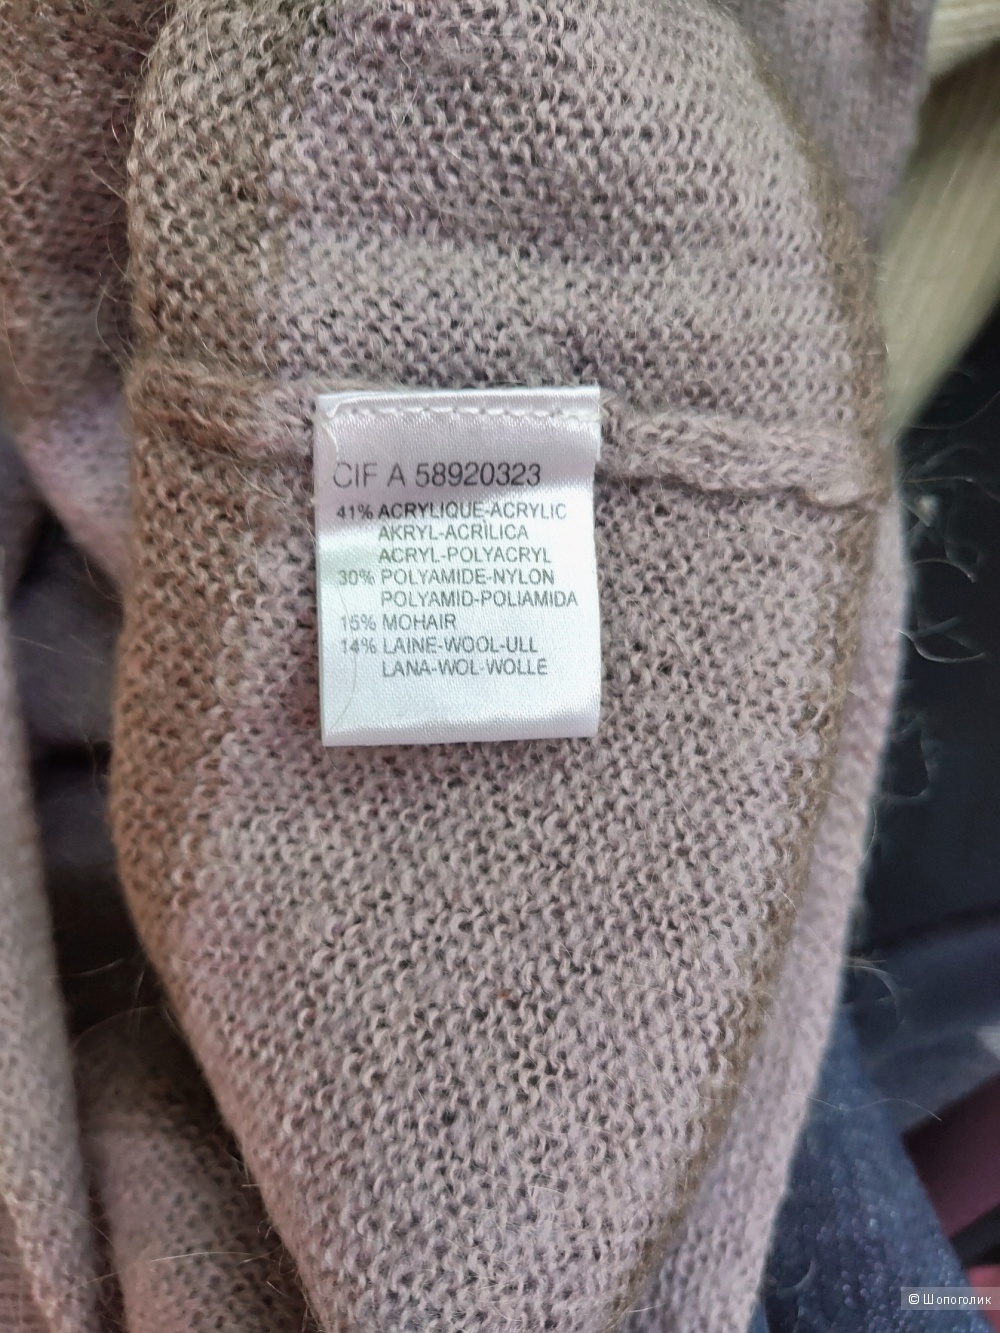 CIF A 58920323
41% ACRYLIQUE-ACRYLIC
AKRYL-ACRÌLICA
ACRYL-POLYACRYL
30% POLYAMIDE-NYLON
POLYAMID-POLIAMIDA
15% MOHAIR
14% LAINE-WOOL-ULL
LANA-WOL-WOLLE
© Шопоголик